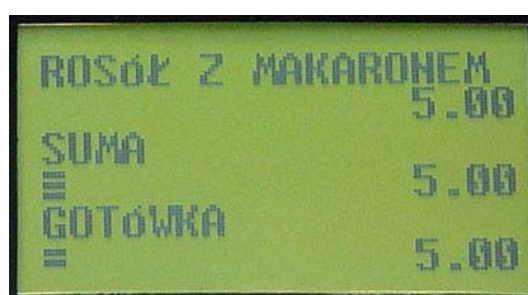 ROSóŁ Z MAKARONEM
5.00
SUMA
≡ 5.00
GOTóWKA
= 5.00